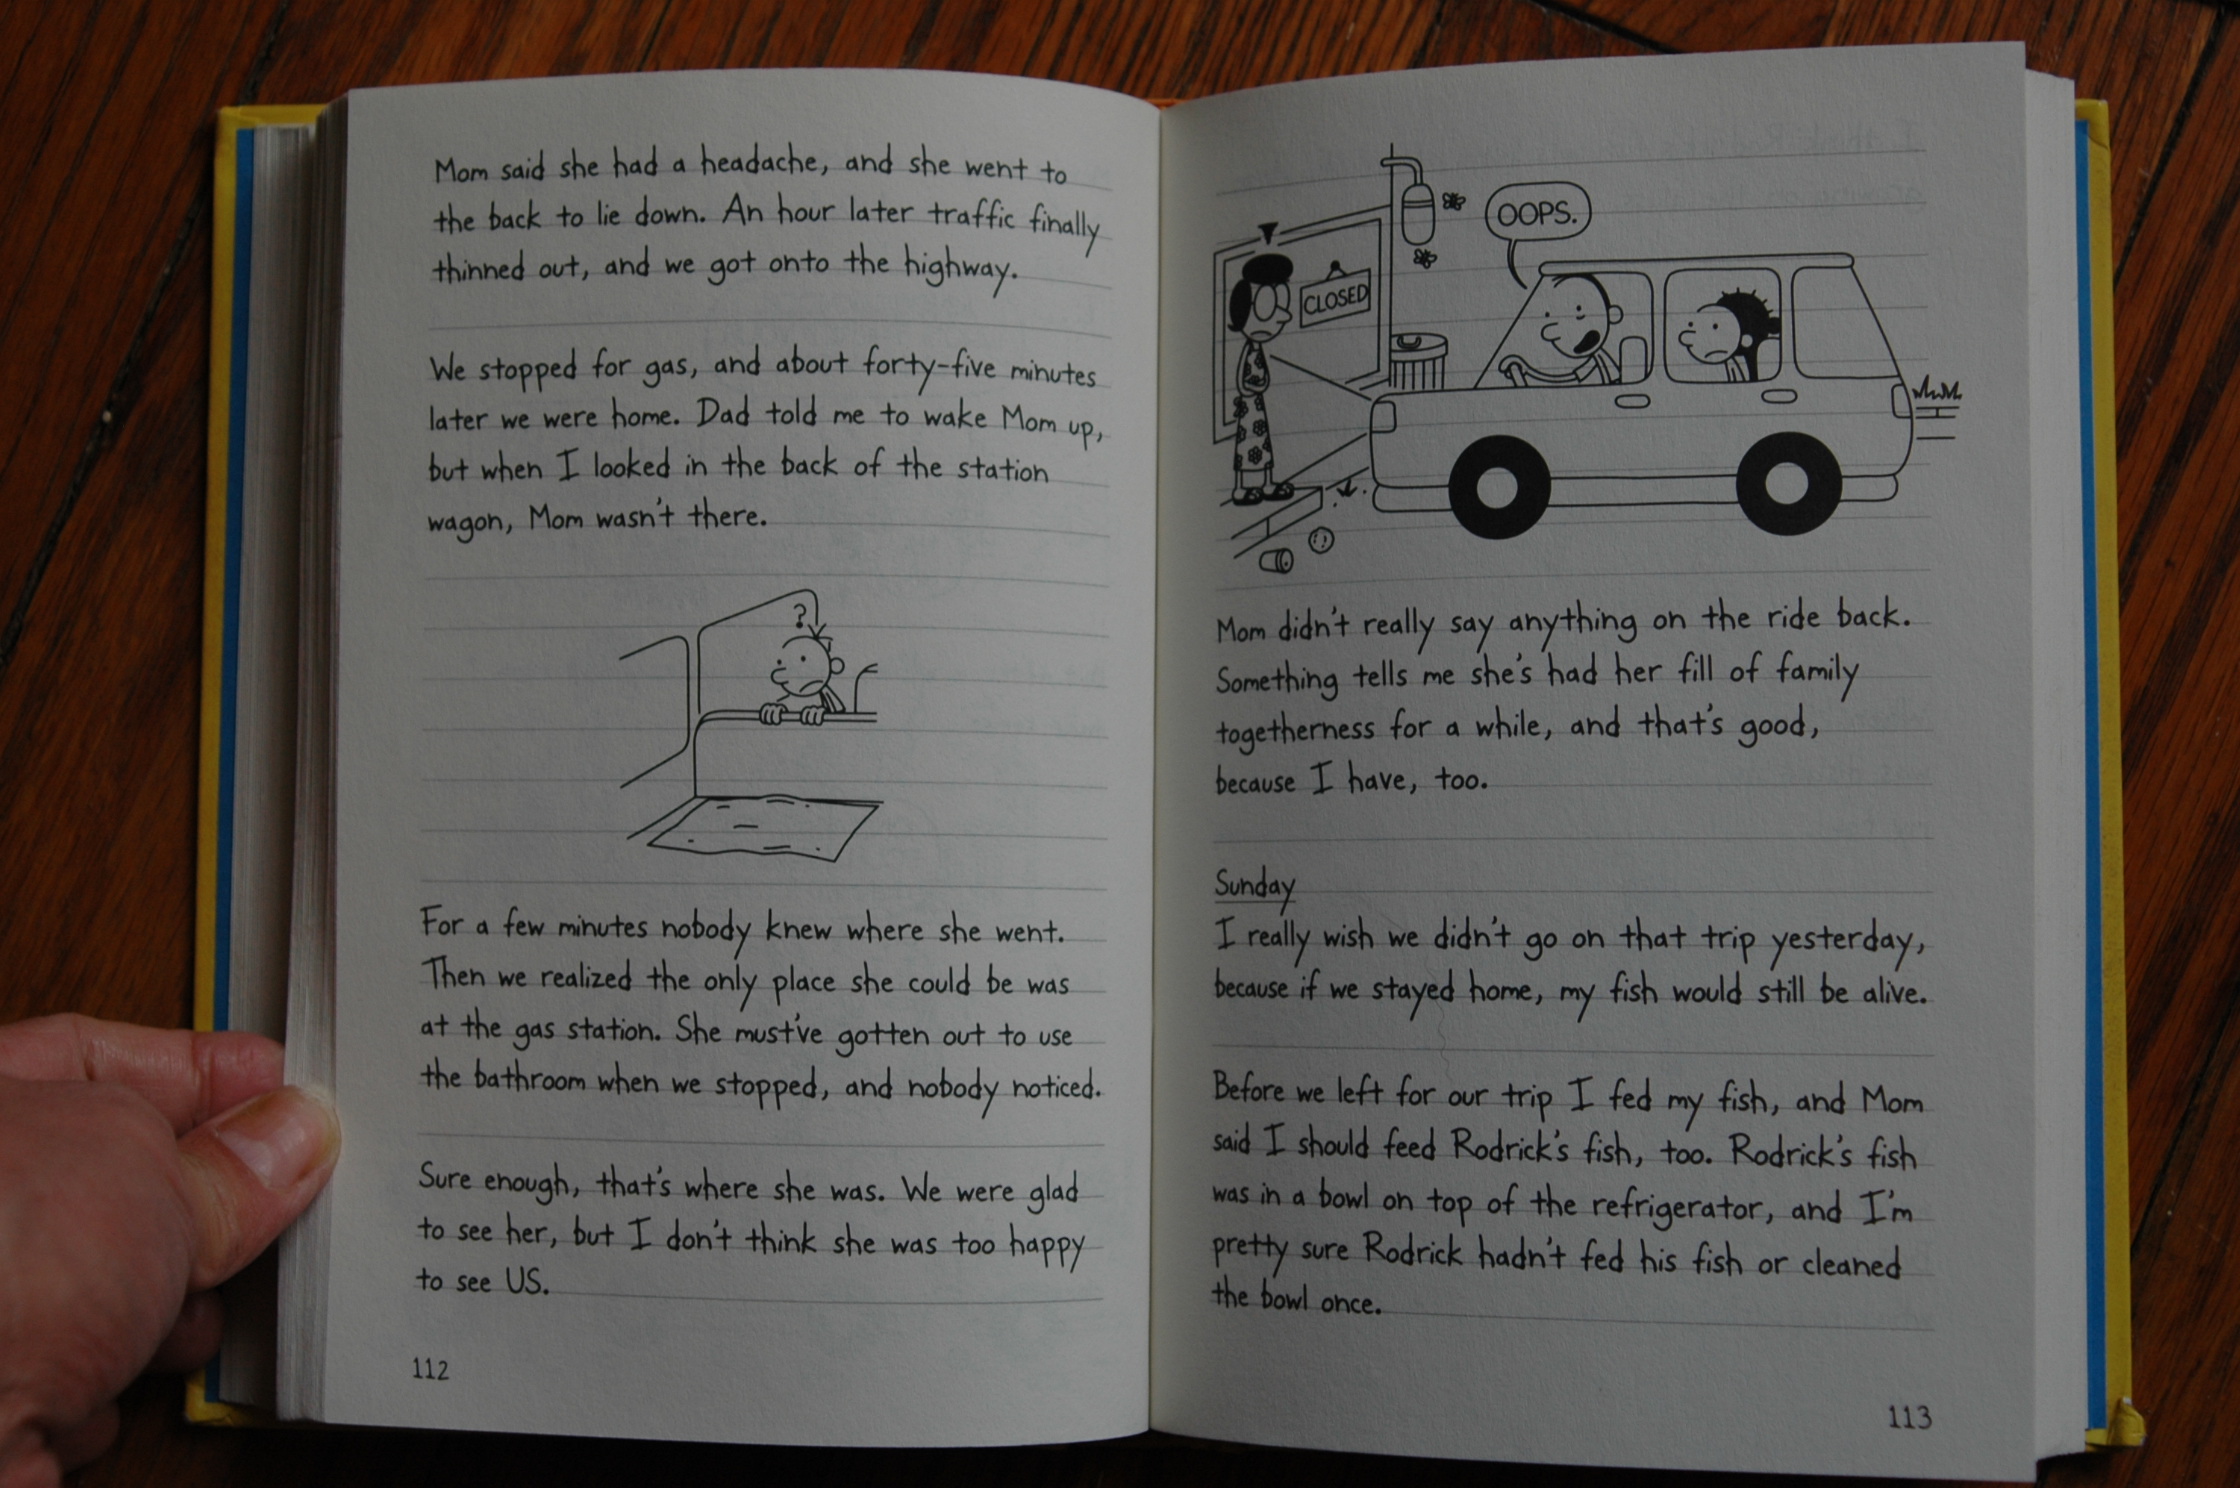 Mom said she had a headache, and she went to
the back to lie down. An hour later traffic finally
thinned out, and we got onto the highway.
We stopped for gas, and about forty-five minutes
later we were home. Dad told me to wake Mom up,
but when I looked in the back of the station
wagon, Mom wasn't there.
?
For a few minutes nobody knew where she went.
Then we realized the only place she could be was
at the gas station. She must've gotten out to use
the bathroom when we stopped, and nobody noticed.
Sure enough, that's where she was. We were glad
to see her, but I don't think she was too happy
to see US.
112
CLOSED
OOPS.
Mom didn't really say anything on the ride back.
Something tells me she's had her fill of family
togetherness for a while, and that's good,
because I have, too.
Sunday
I really wish we didn't go on that trip yesterday,
because if we stayed home, my fish would still be alive.
Before we left for our trip I fed my fish, and Mom
said I should feed Rodrick's fish, too. Rodrick's fish
was in a bowl on top of the refrigerator, and I'm
pretty sure Rodrick hadn't fed his fish or cleaned
the bowl once.
113